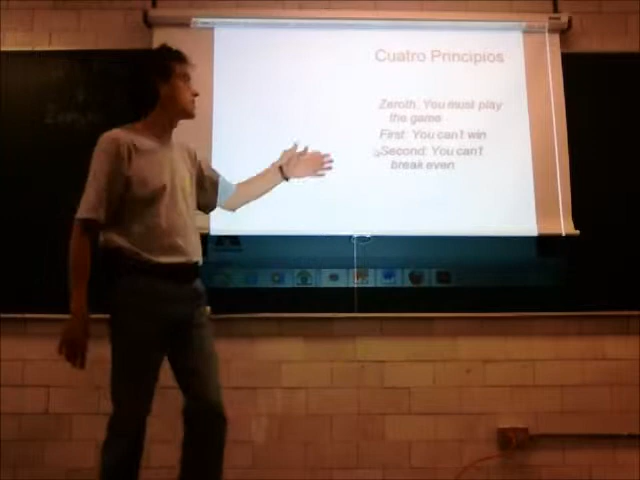 Cuatro Principios
Zeroth: You must play
the game
First: You can't win
Second: You can't
break even